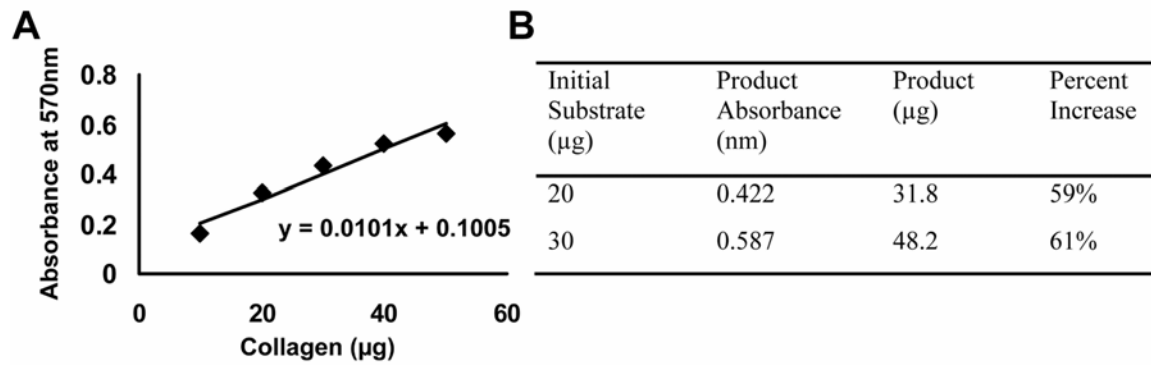 A
Absorbance at 570nm
0.8
0.6
0.4
0.2
0
y = 0.0101x + 0.1005
0 20 40 60
Collagen (µg)
B
Initial Substrate (µg) Product Absorbance (nm) Product (µg) Percent Increase
20 0.422 31.8 59%
30 0.587 48.2 61%